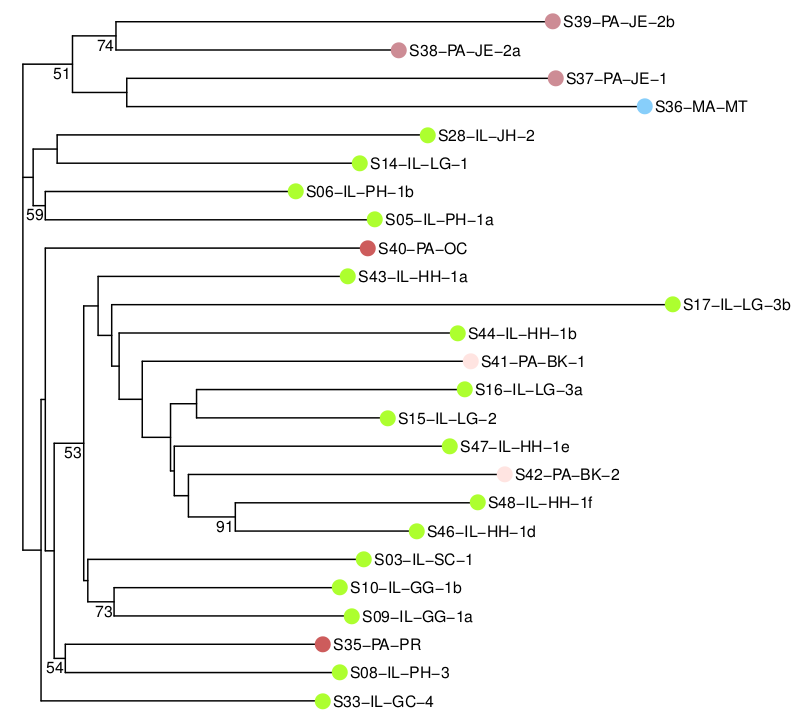 S39–PA–JE–2b
74
S38–PA–JE–2a
51
S37–PA–JE–1
S36–MA–MT
S28–IL–JH–2
S14–IL–LG–1
S06–IL–PH–1b
59
S05–IL–PH–1a
S40–PA–OC
S43–IL–HH–1a
S17–IL–LG–3b
S44–IL–HH–1b
S41–PA–BK–1
S16–IL–LG–3a
S15–IL–LG–2
S47–IL–HH–1e
53
S42–PA–BK–2
S48–IL–HH–1f
91
S46–IL–HH–1d
S03–IL–SC–1
S10–IL–GG–1b
73
S09–IL–GG–1a
S35–PA–PR
54
S08–IL–PH–3
S33–IL–GC–4